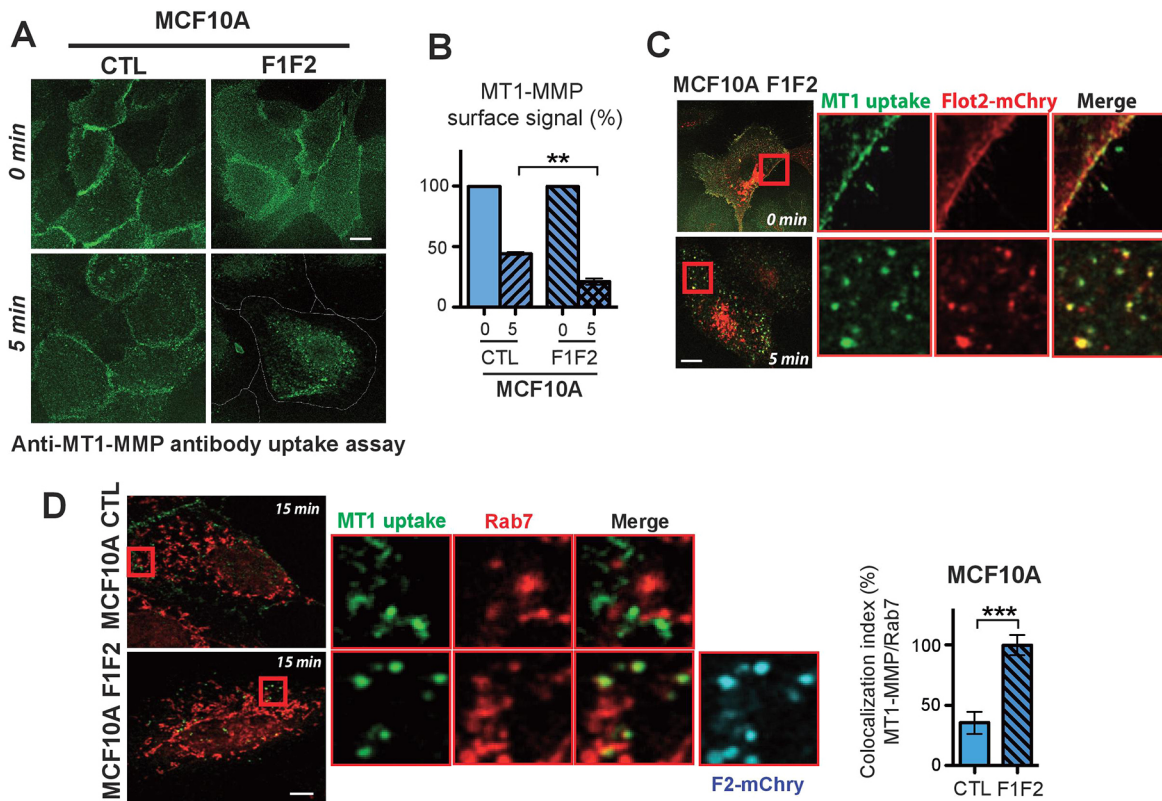 A
MCF10A
CTL
F1F2
0 min
5 min
Anti-MT1-MMP antibody uptake assay
B
MT1-MMP
surface signal (%)
**
100
50
0
0 5 0 5
CTL F1F2
MCF10A
C
MCF10A F1F2
MT1 uptake
Flot2-mChry
Merge
0 min
5 min
D
MCF10A CTL
15 min
MT1 uptake
Rab7
Merge
MCF10A F1F2
15 min
F2-mChry
MCF10A
Colocalization index (%)
MT1-MMP/Rab7
***
100
50
0
CTL F1F2